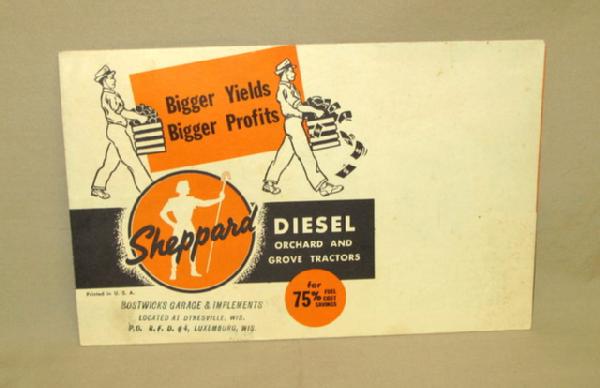 Bigger Yields
Bigger Profits
Sheppard
DIESEL
ORCHARD AND
GROVE TRACTORS
for
75% FUEL COST SAVINGS
Printed in U. S. A.
BOSTWICKS GARAGE & IMPLEMENTS
LOCATED AT DYKESVILLE, WIS.
P.O. R.F.D. #4, LUXEMBURG, WIS.